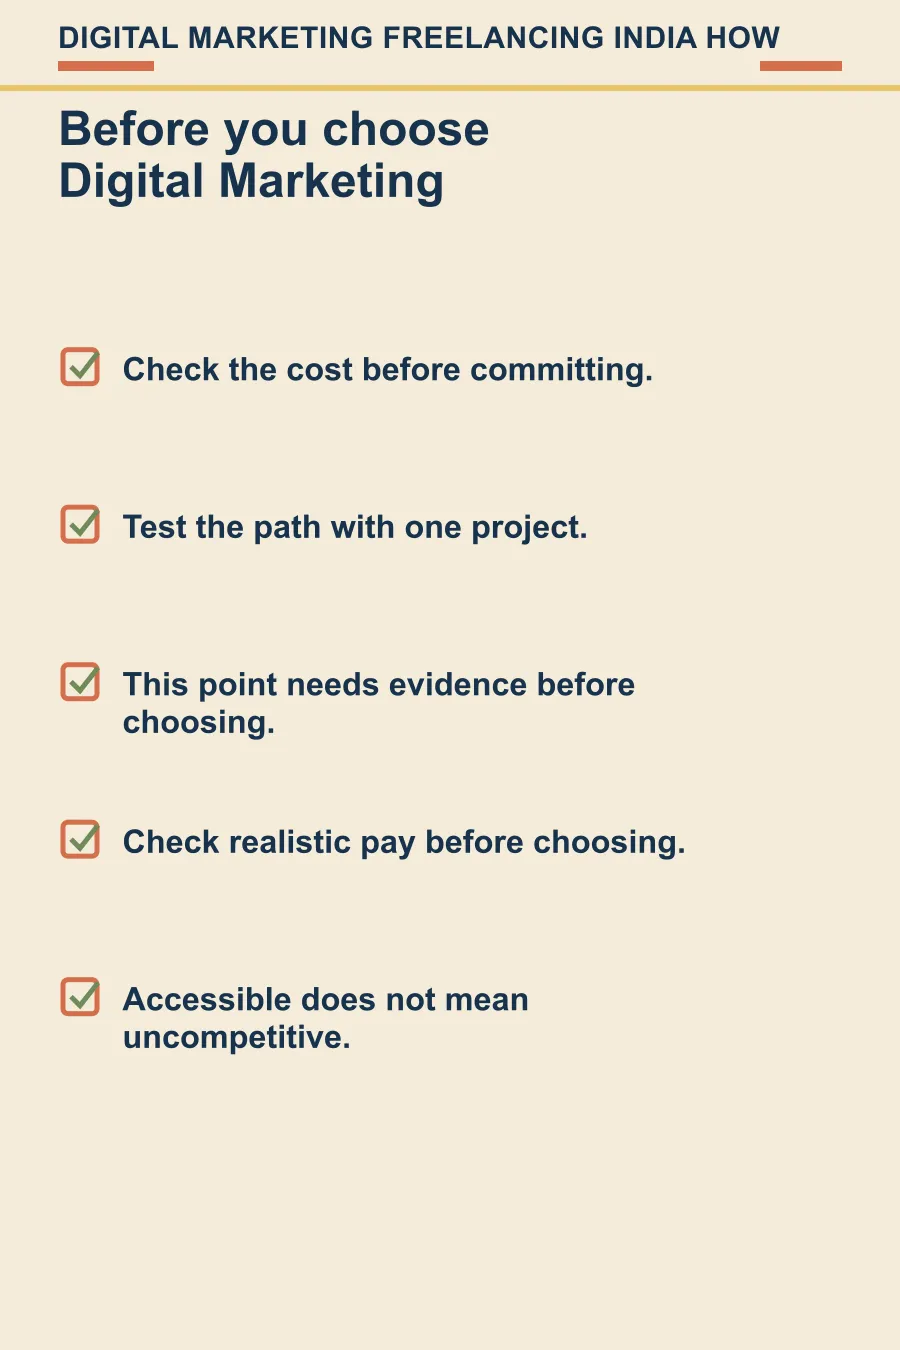 DIGITAL MARKETING FREELANCING INDIA HOW
Before you choose
Digital Marketing
Check the cost before committing.
Test the path with one project.
This point needs evidence before
choosing.
Check realistic pay before choosing.
Accessible does not mean
uncompetitive.